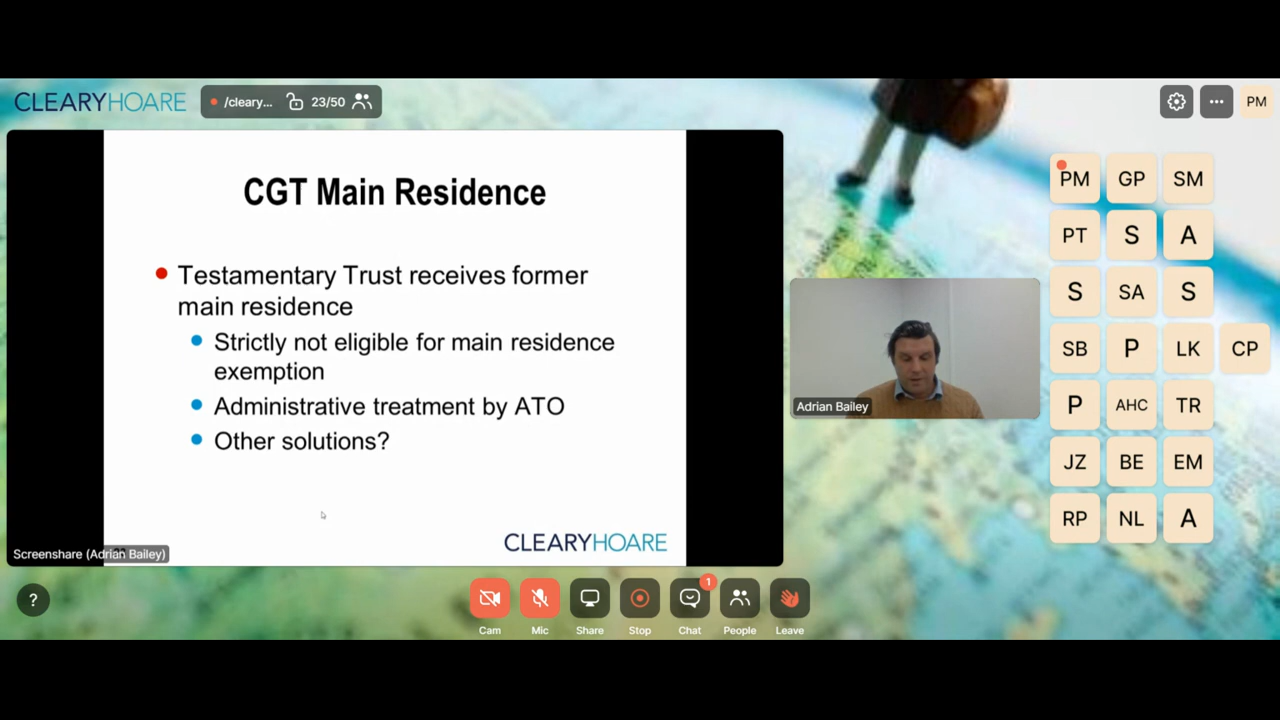 CLEARYHOARE
/cleary...
23/50
PM
CGT Main Residence
Testamentary Trust receives former
main residence
Strictly not eligible for main residence
exemption
Administrative treatment by ATO
Other solutions?
CLEARYHOARE
Screenshare (Adrian Bailey)
Adrian Bailey
PM GP SM
PT S A
S SA S
SB P LK CP
P AHC TR
JZ BE EM
RP NL A
?
1
Cam Mic Share Stop Chat People Leave